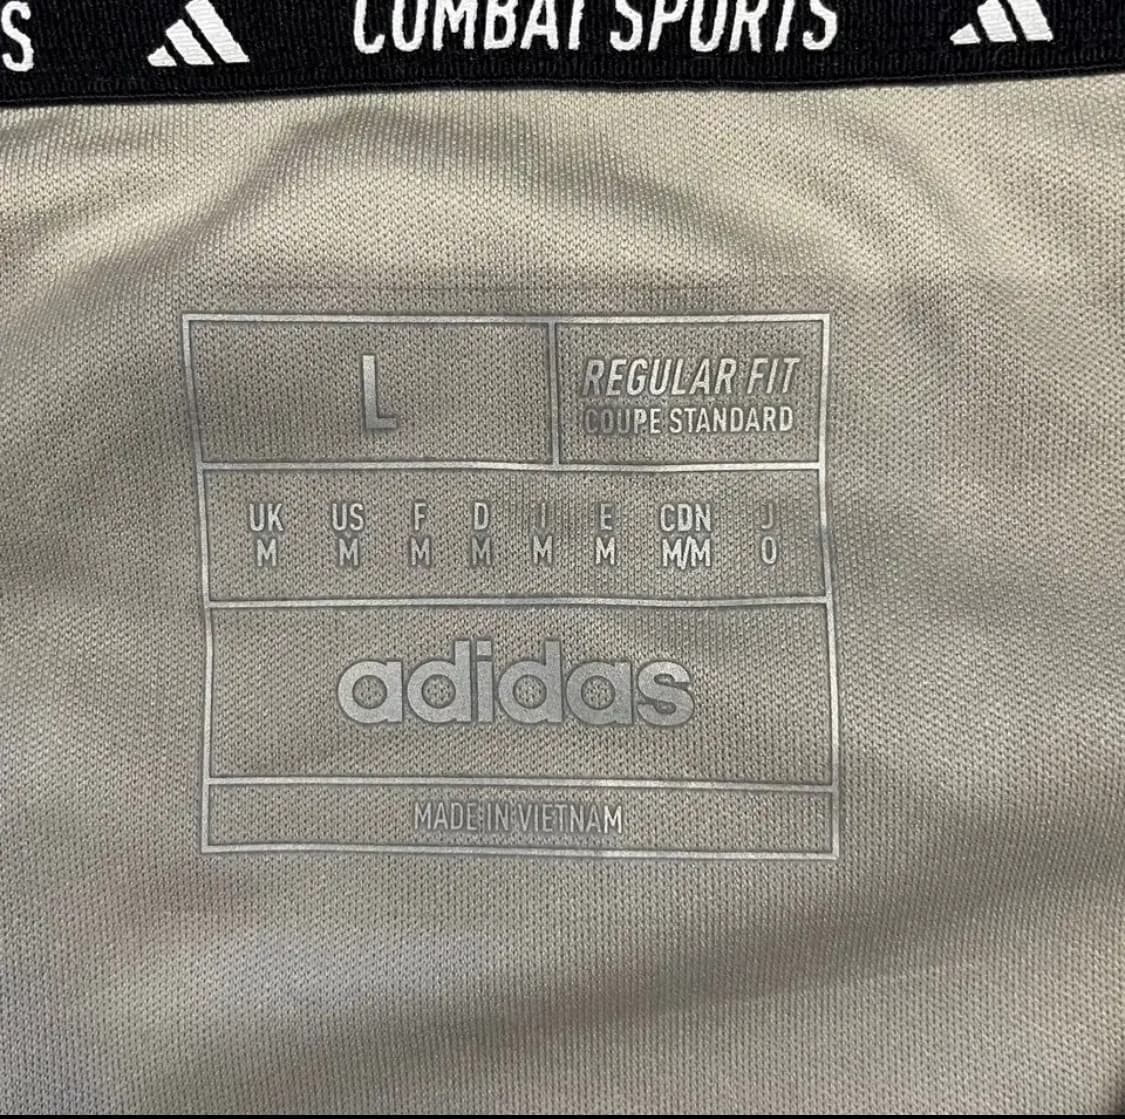 S COMBAT SPORTS
L
REGULAR FIT
COUPE STANDARD
UK US F D I E CDN J
M M M M M M M/M O
adidas
MADE IN VIETNAM